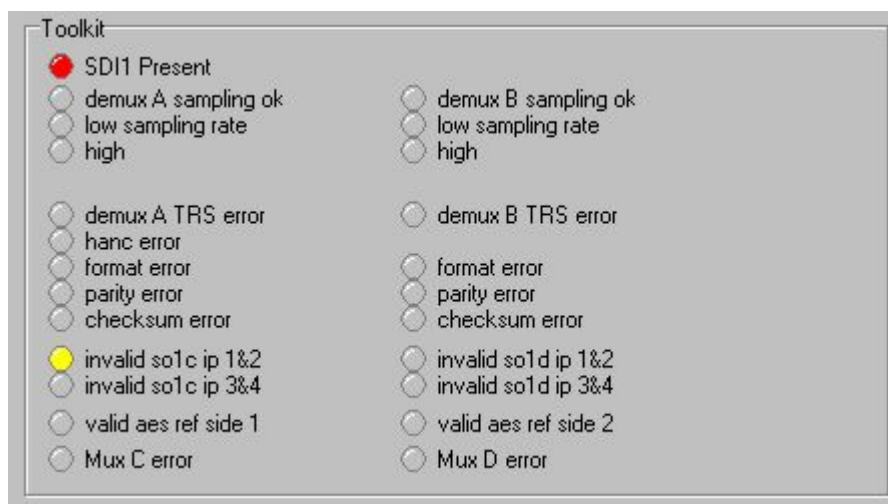 Toolkit
SDI1 Present
demux A sampling ok demux B sampling ok
low sampling rate low sampling rate
high high
demux A TRS error demux B TRS error
hanc error
format error format error
parity error parity error
checksum error checksum error
invalid so1c ip 1&2 invalid so1d ip 1&2
invalid so1c ip 3&4 invalid so1d ip 3&4
valid aes ref side 1 valid aes ref side 2
Mux C error Mux D error